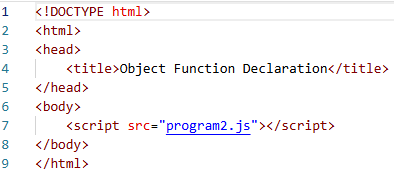 1 <!DOCTYPE html>
2 <html>
3 <head>
4     <title>Object Function Declaration</title>
5 </head>
6 <body>
7     <script src="program2.js"></script>
8 </body>
9 </html>